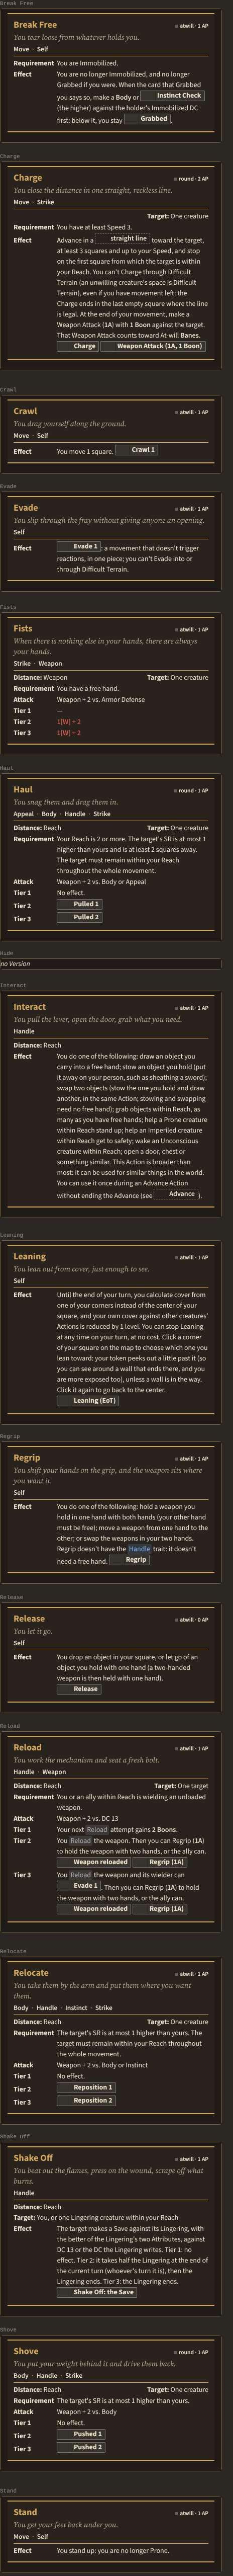 Break Free
Break Free
atwill · 1 AP
You tear loose from whatever holds you.
Move · Self
Requirement You are Immobilized.
Effect You are no longer Immobilized, and no longer
Grabbed if you were. When the card that Grabbed
you says so, make a Body or Instinct Check
(the higher) against the holder's Immobilized DC
first: below it, you stay Grabbed.
Charge
Charge
round · 2 AP
You close the distance in one straight, reckless line.
Move · Strike
Target: One creature
Requirement You have at least Speed 3.
Effect Advance in a straight line toward the target,
at least 3 squares and up to your Speed, and stop
on the first square from which the target is within
your Reach. You can't Charge through Difficult
Terrain (an unwilling creature's space is Difficult
Terrain), even if you have movement left: the
Charge ends in the last empty square where the line
is legal. At the end of your movement, make a
Weapon Attack (1A) with 1 Boon against the target.
That Weapon Attack counts toward At-will Banes.
Charge Weapon Attack (1A, 1 Boon)
Crawl
Crawl
atwill · 1 AP
You drag yourself along the ground.
Move · Self
Effect You move 1 square. Crawl 1
Evade
Evade
atwill · 1 AP
You slip through the fray without giving anyone an opening.
Self
Effect Evade 1 : a movement that doesn't trigger
reactions, in one piece; you can't Evade into or
through Difficult Terrain.
Fists
Fists
atwill · 1 AP
When there is nothing else in your hands, there are always
your hands.
Strike · Weapon
Distance: Weapon Target: One creature
Requirement You have a free hand.
Attack Weapon + 2 vs. Armor Defense
Tier 1 —
Tier 2 1[W] + 2
Tier 3 1[W] + 2
Haul
Haul
round · 1 AP
You snag them and drag them in.
Appeal · Body · Handle · Strike
Distance: Reach Target: One creature
Requirement Your Reach is 2 or more. The target's SR is at most 1
higher than yours and is at least 2 squares away.
The target must remain within your Reach
throughout the whole movement.
Attack Weapon + 2 vs. Body or Appeal
Tier 1 No effect.
Tier 2 Pulled 1
Tier 3 Pulled 2
Hide
no Version
Interact
Interact
atwill · 1 AP
You pull the lever, open the door, grab what you need.
Handle
Distance: Reach
Effect You do one of the following: draw an object you
carry into a free hand; stow an object you hold (put
it away on your person, such as sheathing a sword);
swap two objects (stow the one you hold and draw
another, in the same Action; stowing and swapping
need no free hand); grab objects within Reach, as
many as you have free hands; help a Prone creature
within Reach stand up; help an Imperiled creature
within Reach get to safety; wake an Unconscious
creature within Reach; open a door, chest or
something similar. This Action is broader than
most: it can be used for similar things in the world.
You can use it once during an Advance Action
without ending the Advance (see Advance ).
Leaning
Leaning
atwill · 1 AP
You lean out from cover, just enough to see.
Self
Effect Until the end of your turn, you calculate cover from
one of your corners instead of the center of your
square, and your own cover against other creatures'
Actions is reduced by 1 level. You can stop Leaning
at any time on your turn, at no cost. Click a corner
of your square on the map to choose which one you
lean toward: your token peeks out a little past it (so
you can see around a wall that ends there, and you
are more exposed too), unless a wall is in the way.
Click it again to go back to the center.
Leaning (EoT)
Regrip
Regrip
atwill · 1 AP
You shift your hands on the grip, and the weapon sits where
you want it.
Self
Effect You do one of the following: hold a weapon you
hold in one hand with both hands (your other hand
must be free); move a weapon from one hand to the
other; or swap the weapons in your two hands.
Regrip doesn't have the Handle trait: it doesn't
need a free hand. Regrip
Release
Release
atwill · 0 AP
You let it go.
Self
Effect You drop an object in your square, or let go of an
object you hold with one hand (a two-handed
weapon is then held with one hand).
Release
Reload
Reload
atwill · 1 AP
You work the mechanism and seat a fresh bolt.
Handle · Weapon
Distance: Reach Target: One target
Requirement You or an ally within Reach is wielding an unloaded
weapon.
Attack Weapon + 2 vs. DC 13
Tier 1 Your next Reload attempt gains 2 Boons.
Tier 2 You Reload the weapon. Then you can Regrip (1A)
to hold the weapon with two hands, or the ally can.
Weapon reloaded Regrip (1A)
Tier 3 You Reload the weapon and its wielder can
Evade 1 . Then you can Regrip (1A) to hold
the weapon with two hands, or the ally can.
Weapon reloaded Regrip (1A)
Relocate
Relocate
atwill · 1 AP
You take them by the arm and put them where you want
them.
Body · Handle · Instinct · Strike
Distance: Reach Target: One creature
Requirement The target's SR is at most 1 higher than yours. The
target must remain within your Reach throughout
the whole movement.
Attack Weapon + 2 vs. Body or Instinct
Tier 1 No effect.
Tier 2 Reposition 1
Tier 3 Reposition 2
Shake Off
Shake Off
atwill · 1 AP
You beat out the flames, press on the wound, scrape off what
burns.
Handle
Distance: Reach
Target: You, or one Lingering creature within your Reach
Effect The target makes a Save against its Lingering, with
the better of the Lingering's two Attributes, against
DC 13 or the DC the Lingering writes. Tier 1: no
effect. Tier 2: it takes half the Lingering at the end of
the current turn (whoever's turn it is), then the
Lingering ends. Tier 3: the Lingering ends.
Shake Off: the Save
Shove
Shove
round · 1 AP
You put your weight behind it and drive them back.
Body · Handle · Strike
Distance: Reach Target: One creature
Requirement The target's SR is at most 1 higher than yours.
Attack Weapon + 2 vs. Body
Tier 1 No effect.
Tier 2 Pushed 1
Tier 3 Pushed 2
Stand
Stand
atwill · 1 AP
You get your feet back under you.
Move · Self
Effect You stand up: you are no longer Prone.